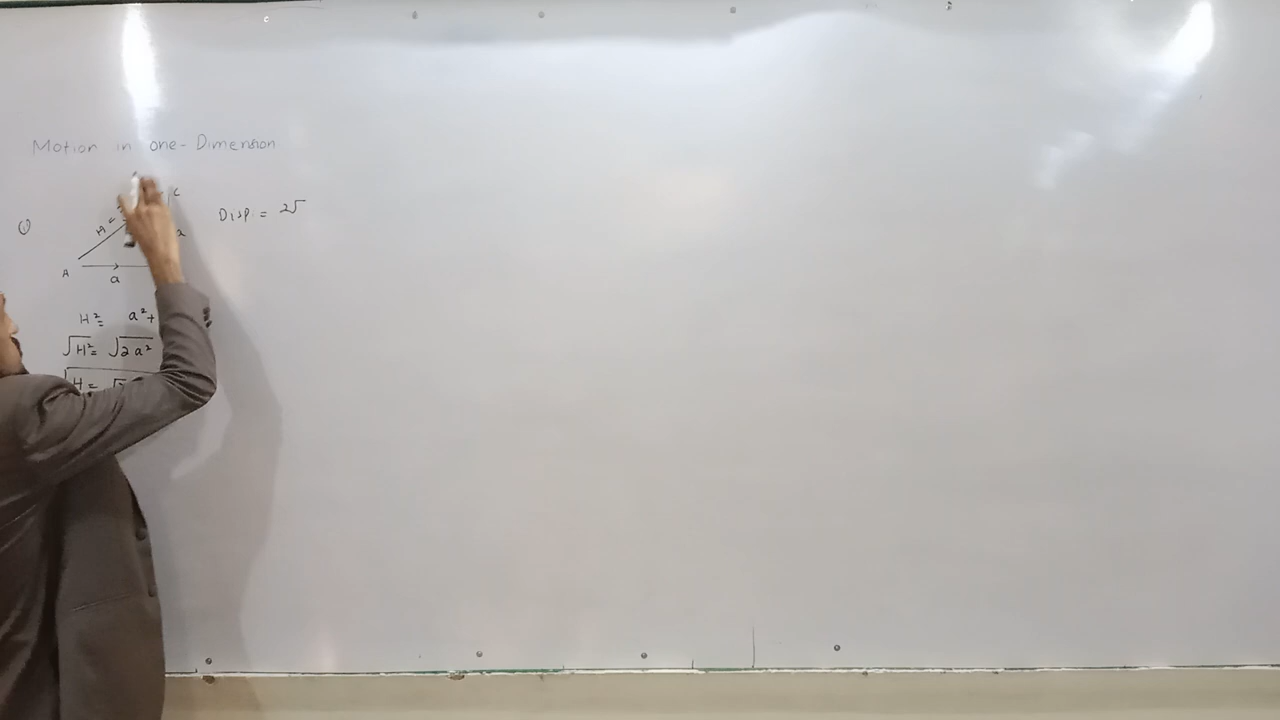 Motion in one-Dimension
①
C
H =
Disp = 2√
a
A
a
H² = a² +
√H² = √2a²
H = √